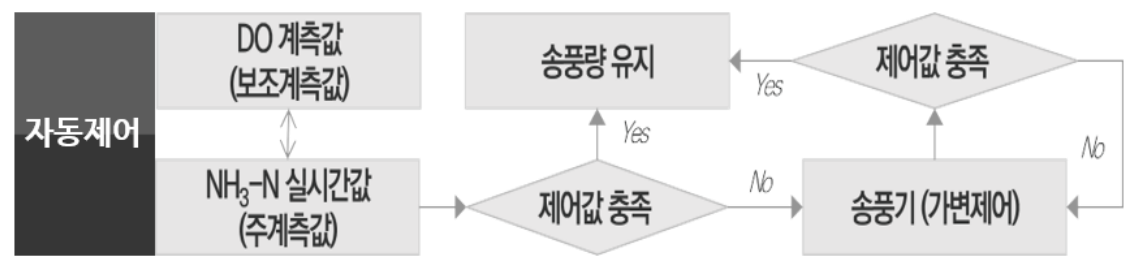 자동제어
DO 계측값
(보조계측값)
NH₃-N 실시간값
(주계측값)
제어값 충족
Yes
No
송풍량 유지
송풍기 (가변제어)
제어값 충족
Yes
No